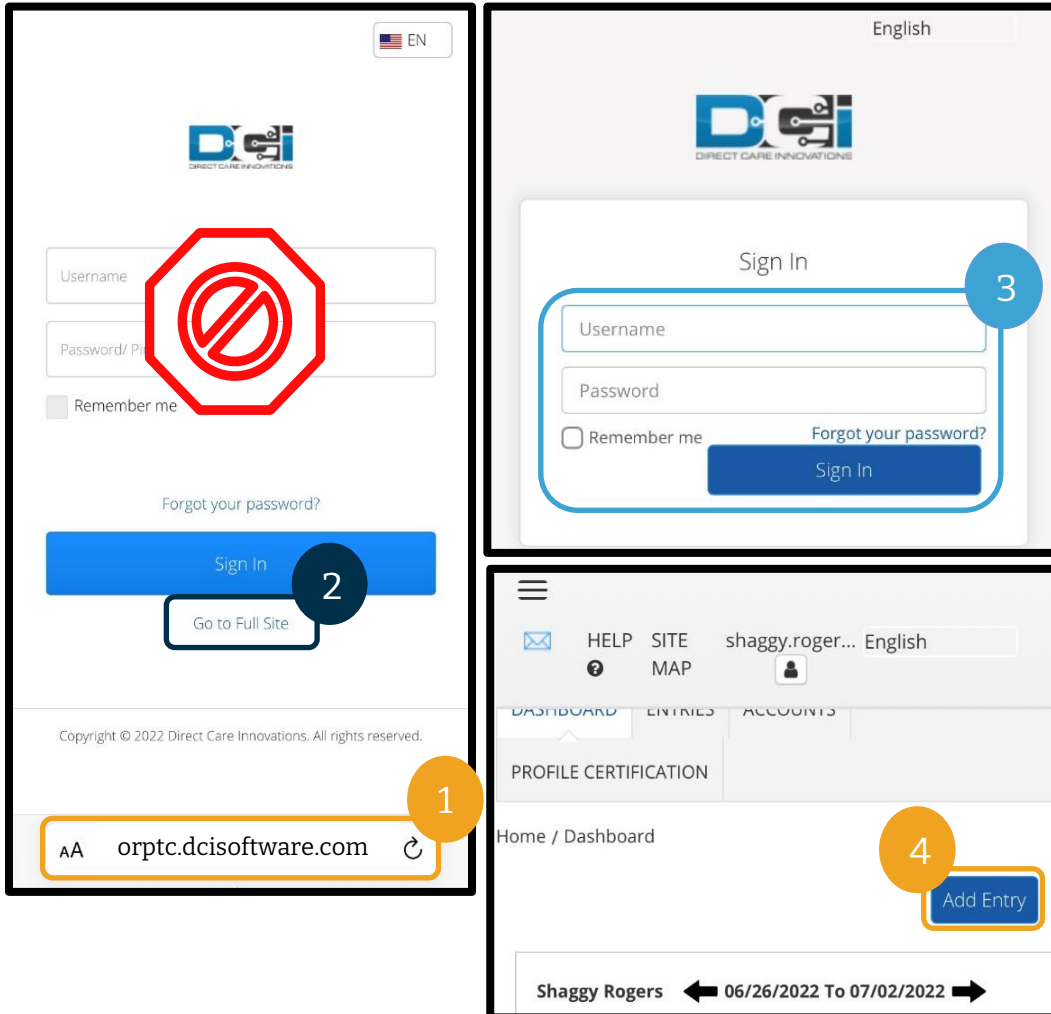 EN
DCi
DIRECT CARE INNOVATIONS
Username
Password/ Pi
Remember me
Forgot your password?
Sign In
2
Go to Full Site
Copyright © 2022 Direct Care Innovations. All rights reserved.
1
AA orptc.dcisoftware.com
English
DCi
DIRECT CARE INNOVATIONS
Sign In
3
Username
Password
Remember me Forgot your password?
Sign In
HELP SITE MAP shaggy.roger... English
DASHBOARD ENTRIES ACCOUNTS
PROFILE CERTIFICATION
Home / Dashboard
4
Add Entry
Shaggy Rogers 06/26/2022 To 07/02/2022